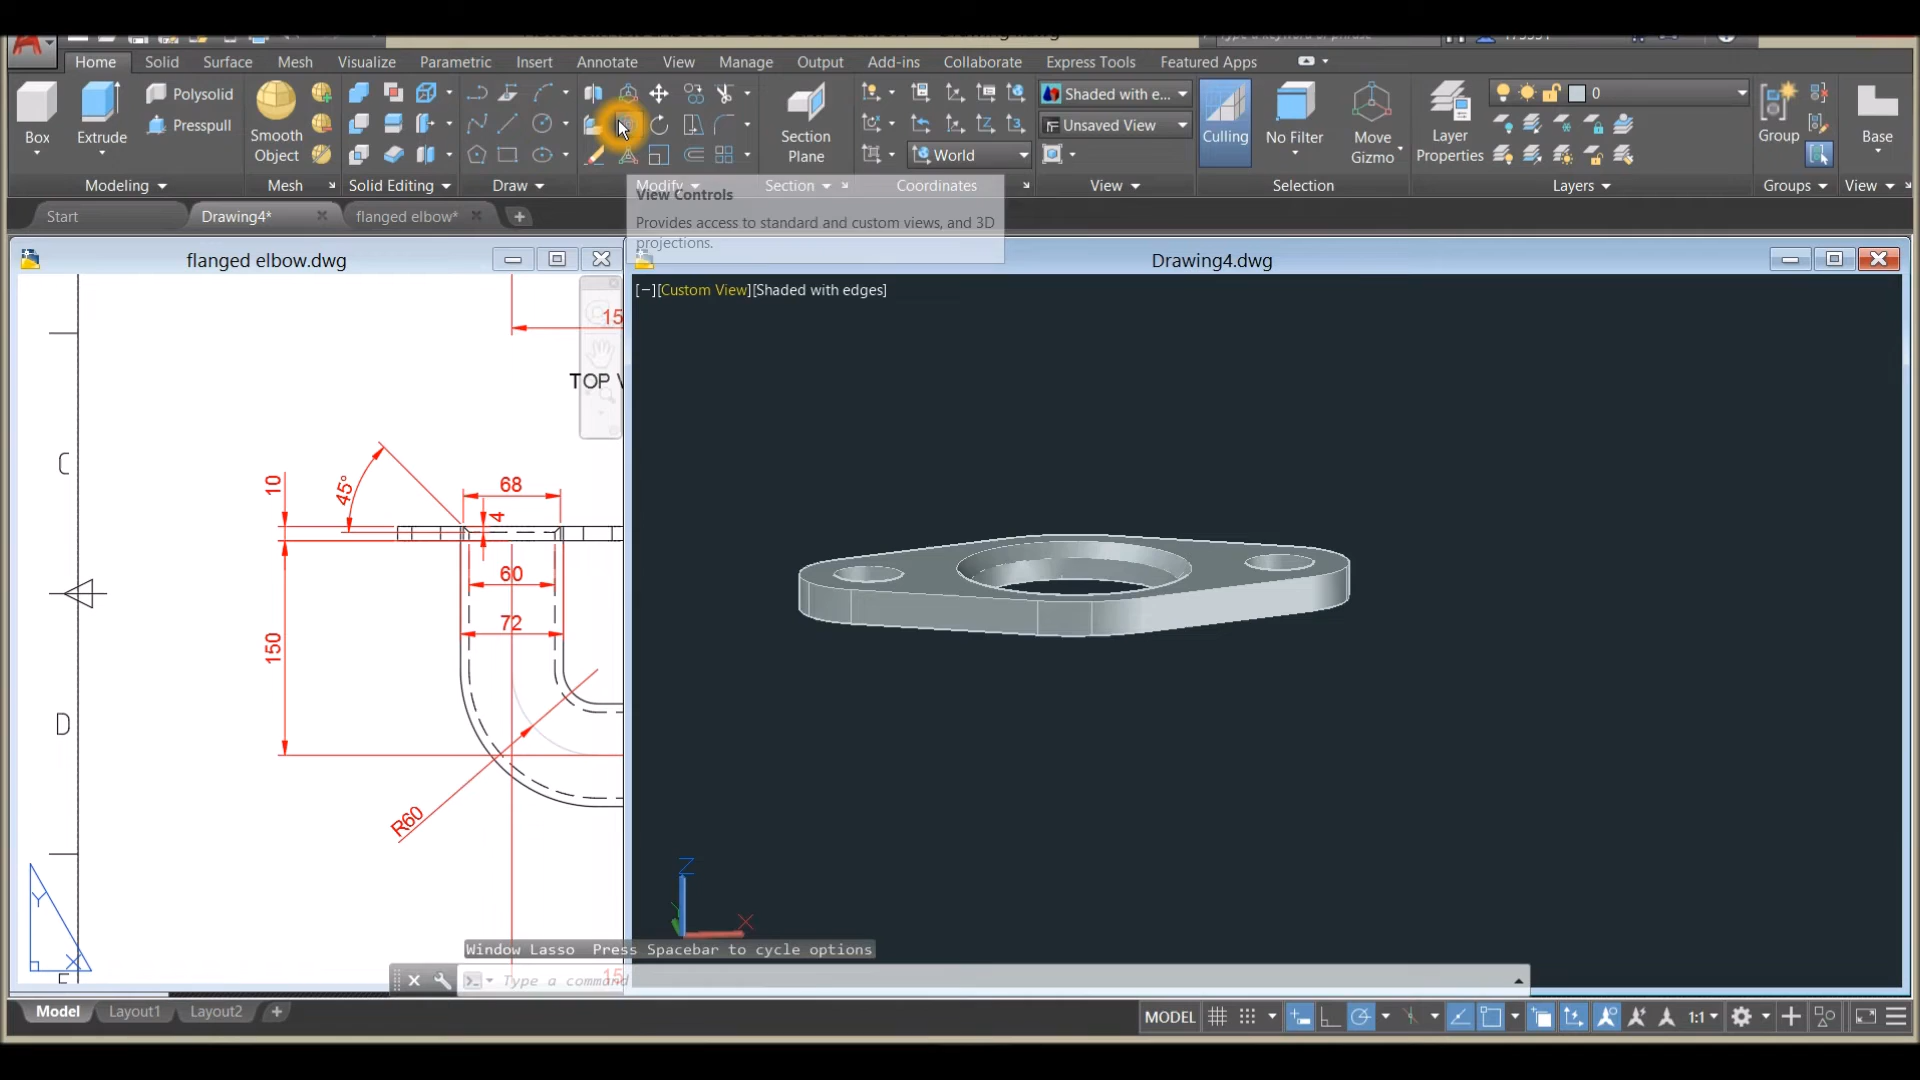 Home Solid Surface Mesh Visualize Parametric Insert Annotate View Manage Output Add-ins Collaborate Express Tools Featured Apps
Box
Extrude
Polysolid
Presspull
Smooth
Object
Section
Plane
Shaded with e...
Unsaved View
World
Culling
No Filter
Move
Gizmo
Layer
Properties
0
Group
Base
Modeling Mesh Solid Editing Draw Modify Section Coordinates View Selection Layers Groups View
View Controls
Provides access to standard and custom views, and 3D
projections.
Start Drawing4* flanged elbow*
flanged elbow.dwg
Drawing4.dwg
[−][Custom View][Shaded with edges]
15
TOP
C
10
45°
68
4
60
72
150
D
R60
Y
X
Z
X
Window Lasso Press Spacebar to cycle options
Type a command
15
Model Layout1 Layout2
MODEL
1:1